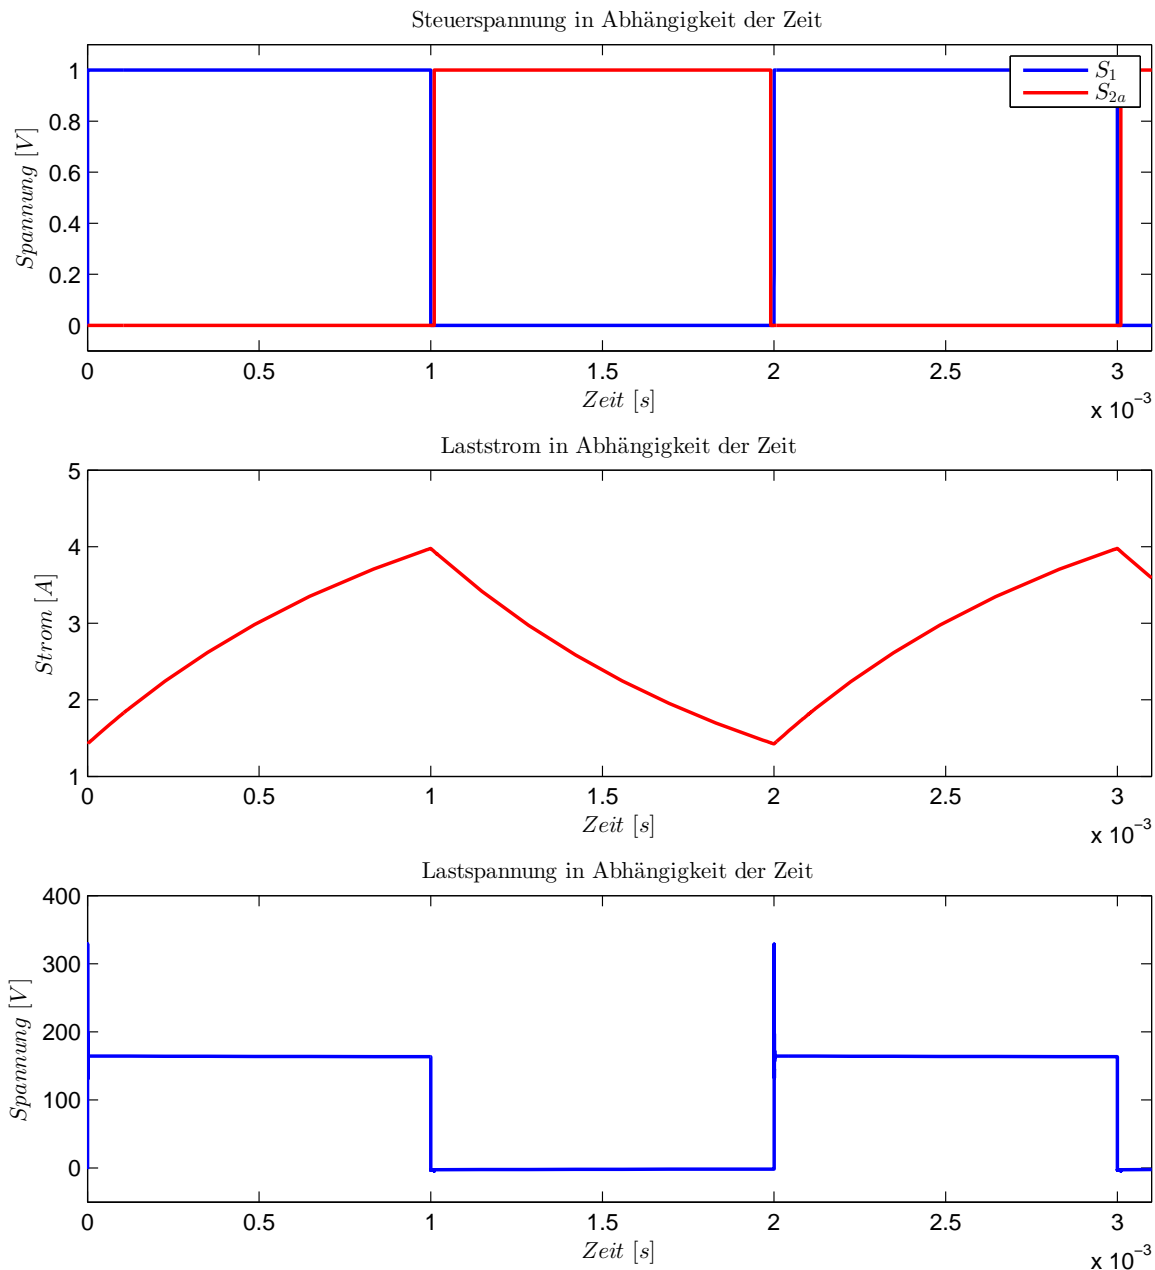 Steuerspannung in Abhängigkeit der Zeit
Spannung [V]
1
0.8
0.6
0.4
0.2
0
S₁
S₂ₐ
0 0.5 1 1.5 2 2.5 3
Zeit [s]
x 10⁻³
Laststrom in Abhängigkeit der Zeit
Strom [A]
5
4
3
2
1
0 0.5 1 1.5 2 2.5 3
Zeit [s]
x 10⁻³
Lastspannung in Abhängigkeit der Zeit
Spannung [V]
400
300
200
100
0
0 0.5 1 1.5 2 2.5 3
Zeit [s]
x 10⁻³